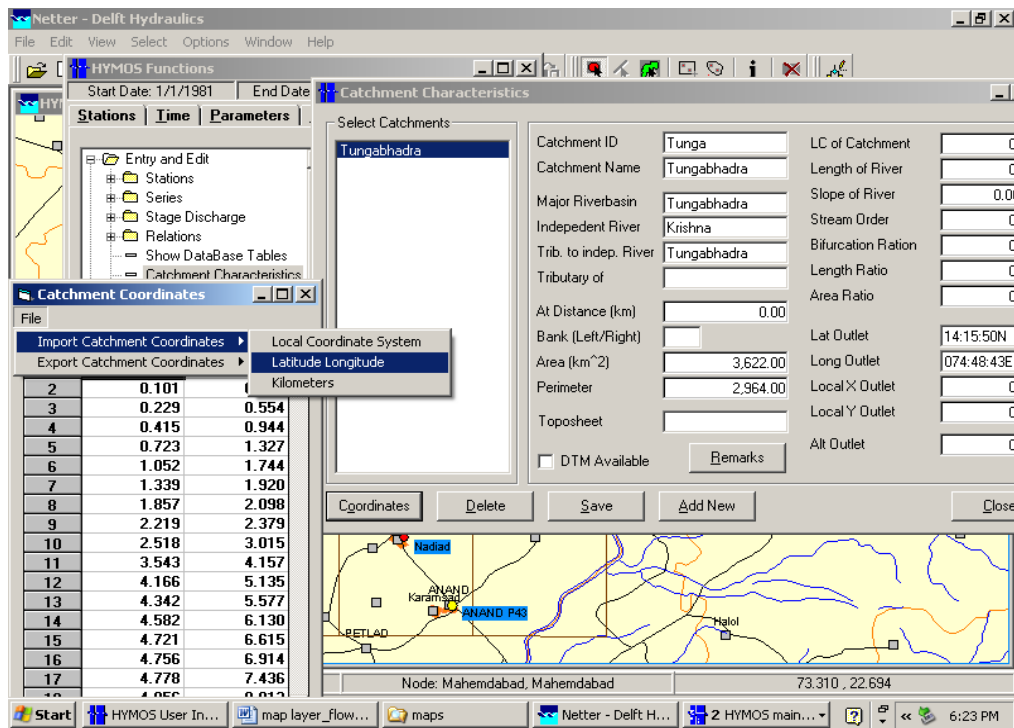 Netter - Delft Hydraulics
File Edit View Select Options Window Help
HYMOS Functions
Start Date: 1/1/1981 End Date
Stations Time Parameters
Entry and Edit
Stations
Series
Stage Discharge
Relations
Show DataBase Tables
Catchment Characteristics
Catchment Characteristics
Select Catchments
Tungabhadra
Catchment ID Tunga
Catchment Name Tungabhadra
Major Riverbasin Tungabhadra
Indepedent River Krishna
Trib. to indep. River Tungabhadra
Tributary of
At Distance (km) 0.00
Bank (Left/Right)
Area (km^2) 3,622.00
Perimeter 2,964.00
Toposheet
DTM Available
Remarks
LC of Catchment
Length of River
Slope of River 0.00
Stream Order
Bifurcation Ration
Length Ratio
Area Ratio
Lat Outlet 14:15:50N
Long Outlet 074:48:43E
Local X Outlet
Local Y Outlet
Alt Outlet
Coordinates Delete Save Add New Close
Catchment Coordinates
File
Import Catchment Coordinates
Export Catchment Coordinates
Local Coordinate System
Latitude Longitude
Kilometers
2 0.101
3 0.229 0.554
4 0.415 0.944
5 0.723 1.327
6 1.052 1.744
7 1.339 1.920
8 1.857 2.098
9 2.219 2.379
10 2.518 3.015
11 3.543 4.157
12 4.166 5.135
13 4.342 5.577
14 4.582 6.130
15 4.721 6.615
16 4.756 6.914
17 4.778 7.436
Nadiad
ANAND
Karamsad
ANAND P43
PETLAD
Halol
Node: Mahemdabad, Mahemdabad 73.310 , 22.694
Start HYMOS User In... map layer_flow... maps Netter - Delft H... 2 HYMOS main... « 6:23 PM